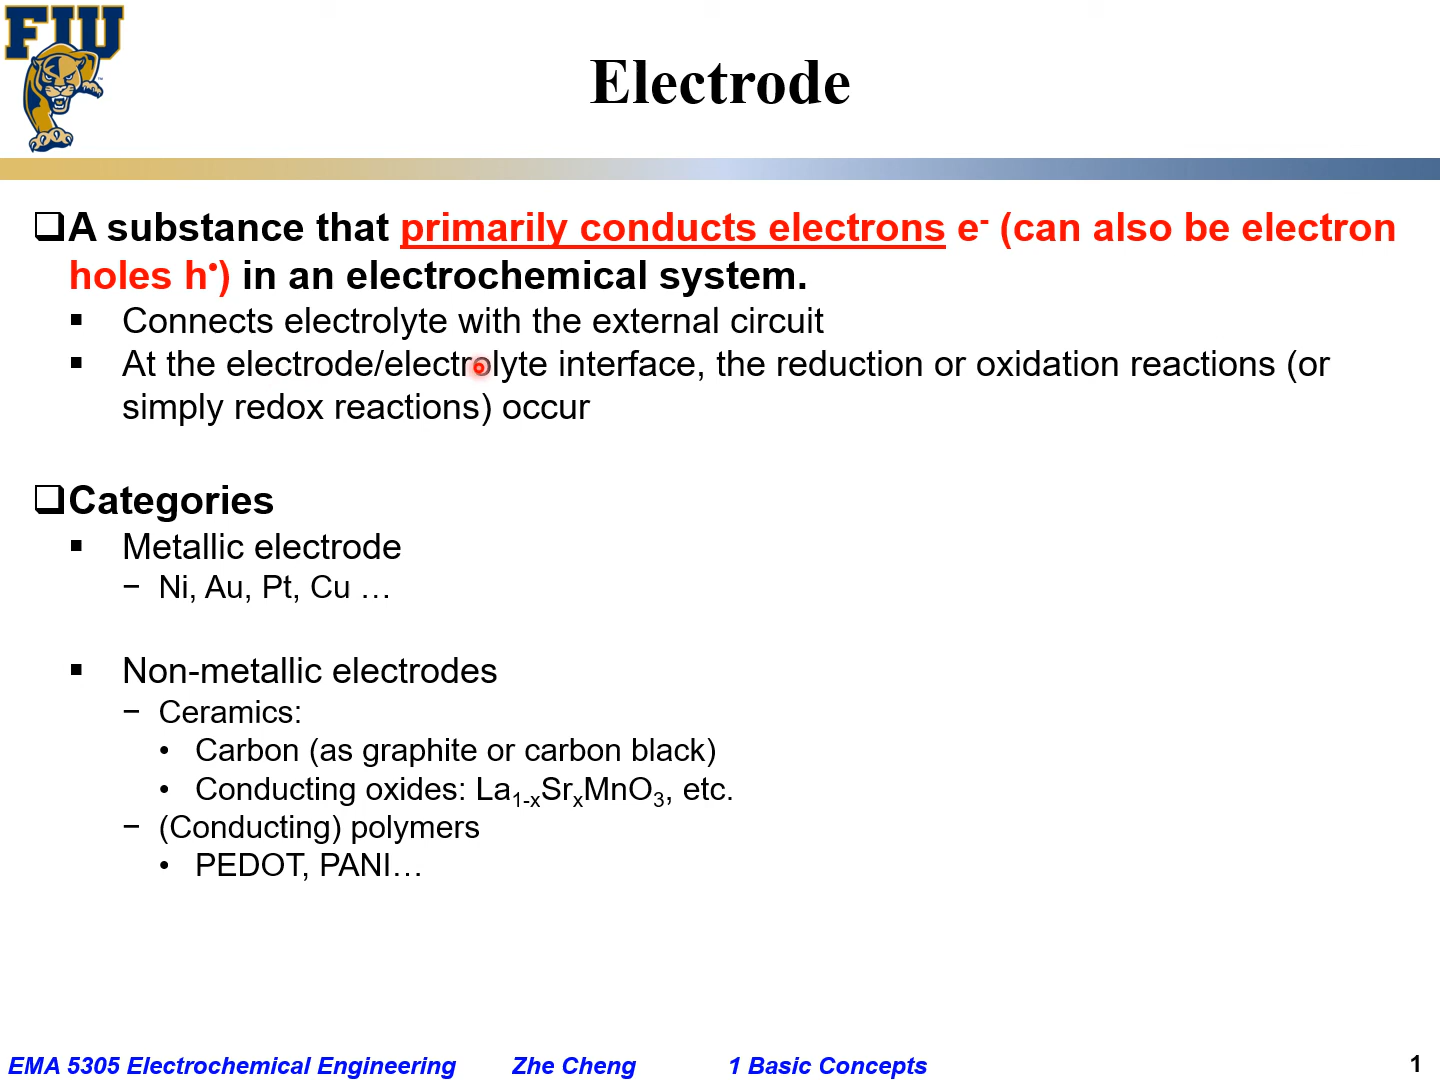 FIU
Electrode
❑A substance that primarily conducts electrons e⁻ (can also be electron
holes h•) in an electrochemical system.
▪ Connects electrolyte with the external circuit
▪ At the electrode/electrolyte interface, the reduction or oxidation reactions (or
simply redox reactions) occur
❑Categories
▪ Metallic electrode
− Ni, Au, Pt, Cu …
▪ Non-metallic electrodes
− Ceramics:
• Carbon (as graphite or carbon black)
• Conducting oxides: La₁₋ₓSrₓMnO₃, etc.
− (Conducting) polymers
• PEDOT, PANI…
EMA 5305 Electrochemical Engineering Zhe Cheng 1 Basic Concepts 1